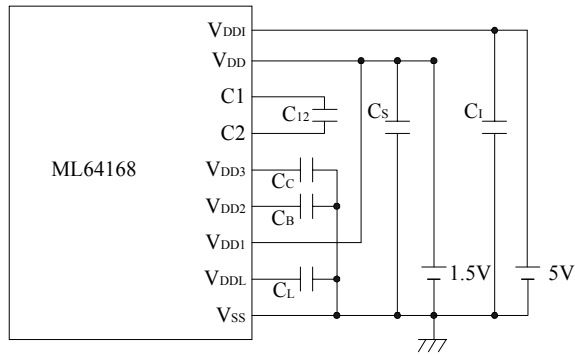 VDDI
VDD
C1
C12
CS
CI
C2
ML64168
VDD3
CC
VDD2
CB
VDD1
1.5V
5V
VDDL
CL
VSS